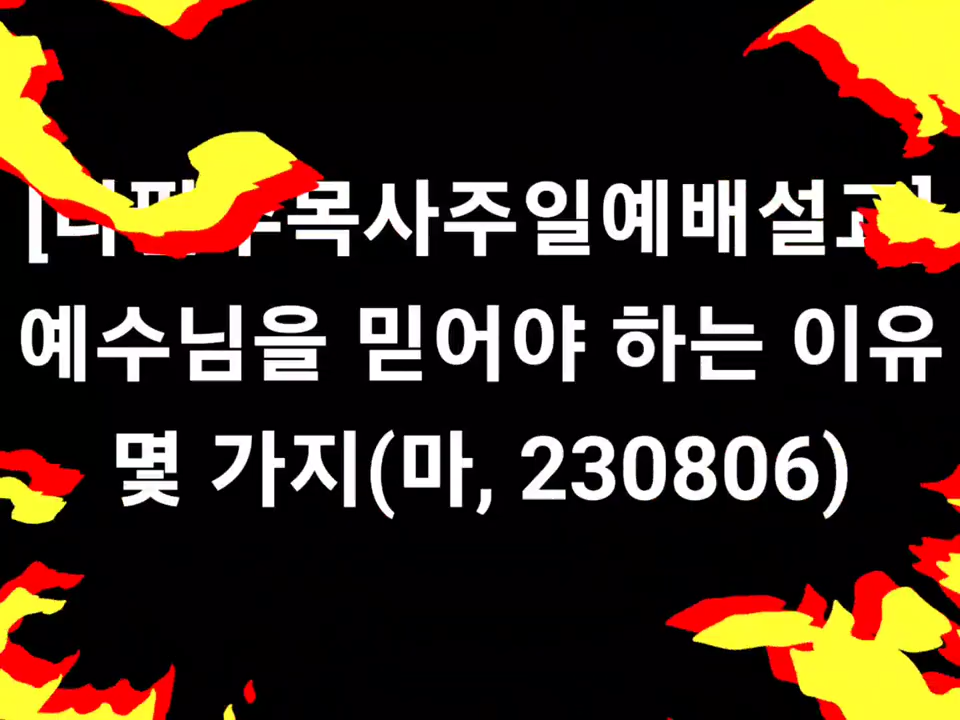 목사주일예배설교]
예수님을 믿어야 하는 이유
몇 가지(마, 230806)